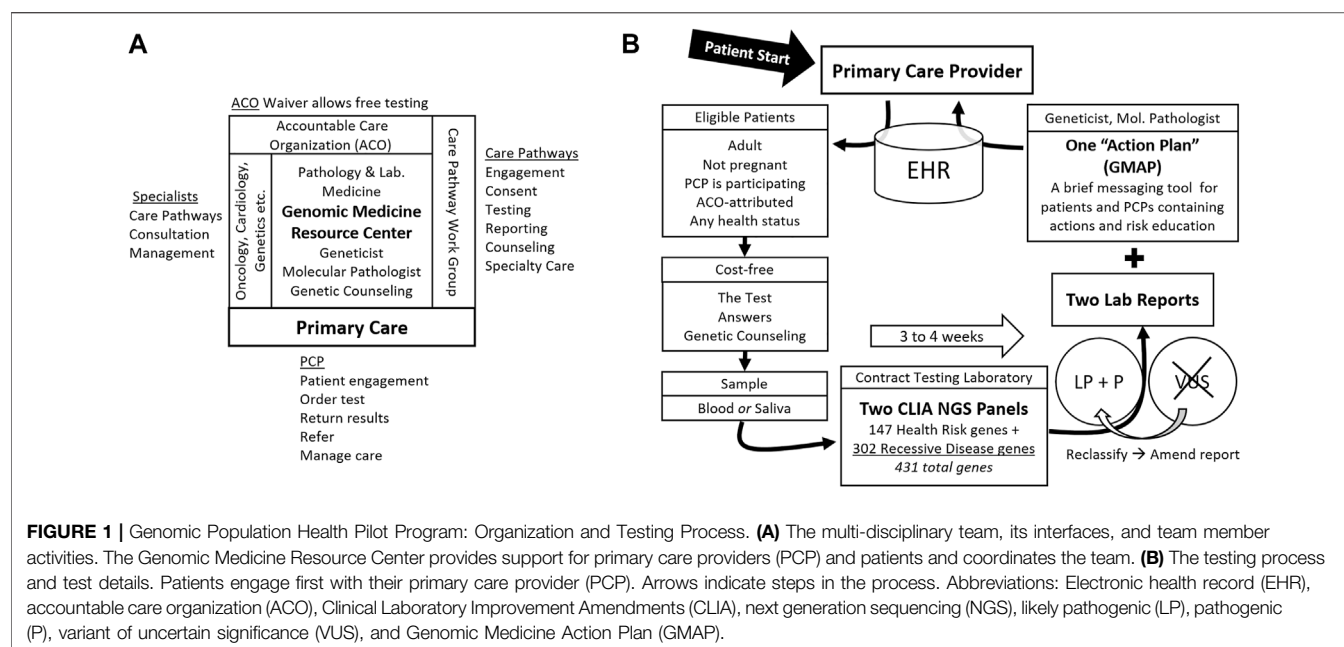 A
ACO Waiver allows free testing
Accountable Care
Organization (ACO)
Oncology, Cardiology,
Genetics etc.
Pathology & Lab.
Medicine
Genomic Medicine
Resource Center
Geneticist
Molecular Pathologist
Genetic Counseling
Care Pathway Work Group
Primary Care
Specialists
Care Pathways
Consultation
Management
Care Pathways
Engagement
Consent
Testing
Reporting
Counseling
Specialty Care
PCP
Patient engagement
Order test
Return results
Refer
Manage care
B
Patient Start
Primary Care Provider
EHR
Eligible Patients
Adult
Not pregnant
PCP is participating
ACO-attributed
Any health status
Cost-free
The Test
Answers
Genetic Counseling
Sample
Blood or Saliva
3 to 4 weeks
Contract Testing Laboratory
Two CLIA NGS Panels
147 Health Risk genes +
302 Recessive Disease genes
431 total genes
Geneticist, Mol. Pathologist
One “Action Plan”
(GMAP)
A brief messaging tool for
patients and PCPs containing
actions and risk education
+
Two Lab Reports
LP + P
VUS
Reclassify → Amend report
FIGURE 1 | Genomic Population Health Pilot Program: Organization and Testing Process. (A) The multi-disciplinary team, its interfaces, and team member
activities. The Genomic Medicine Resource Center provides support for primary care providers (PCP) and patients and coordinates the team. (B) The testing process
and test details. Patients engage first with their primary care provider (PCP). Arrows indicate steps in the process. Abbreviations: Electronic health record (EHR),
accountable care organization (ACO), Clinical Laboratory Improvement Amendments (CLIA), next generation sequencing (NGS), likely pathogenic (LP), pathogenic
(P), variant of uncertain significance (VUS), and Genomic Medicine Action Plan (GMAP).